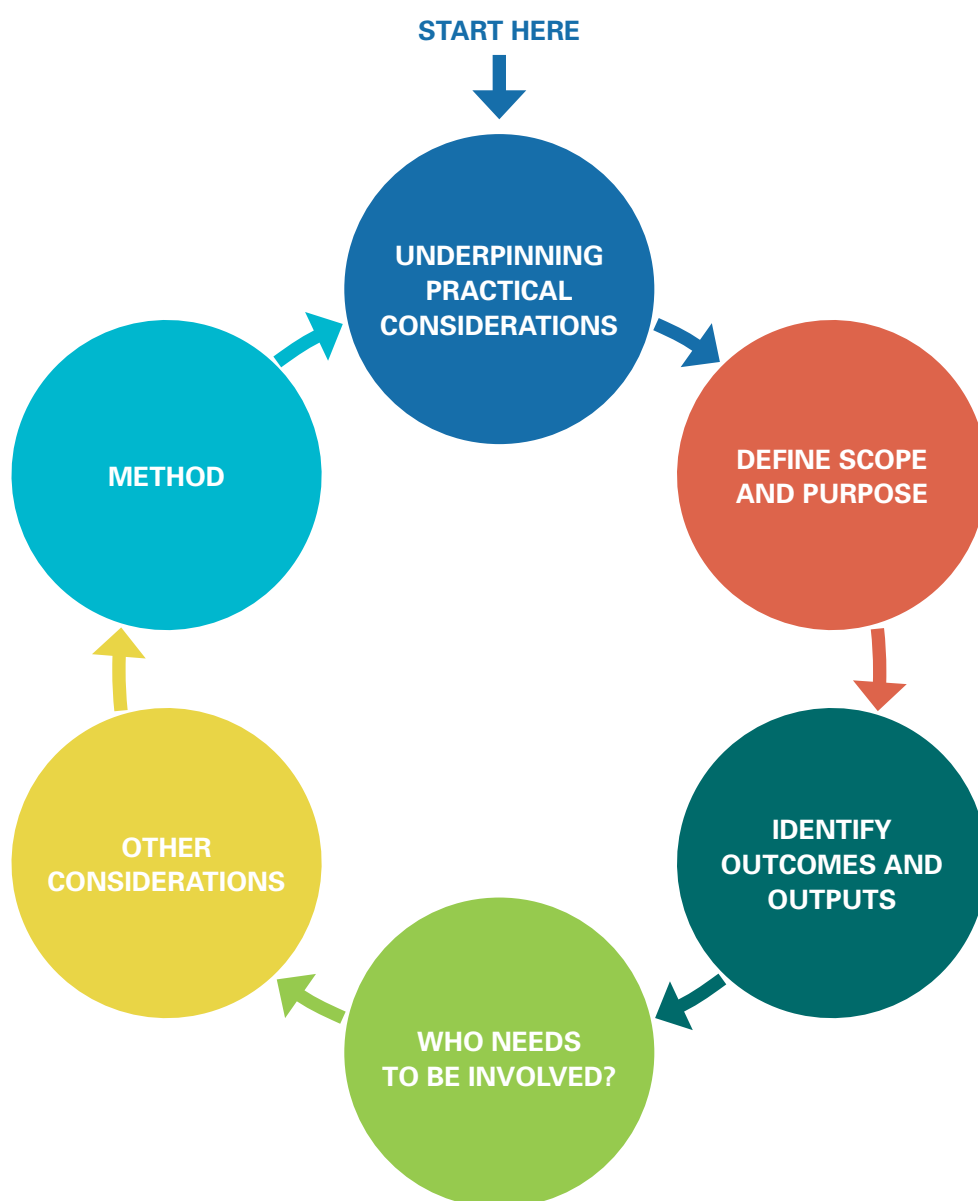 START HERE
UNDERPINNING
PRACTICAL
CONSIDERATIONS
DEFINE SCOPE
AND PURPOSE
IDENTIFY
OUTCOMES AND
OUTPUTS
WHO NEEDS
TO BE INVOLVED?
OTHER
CONSIDERATIONS
METHOD